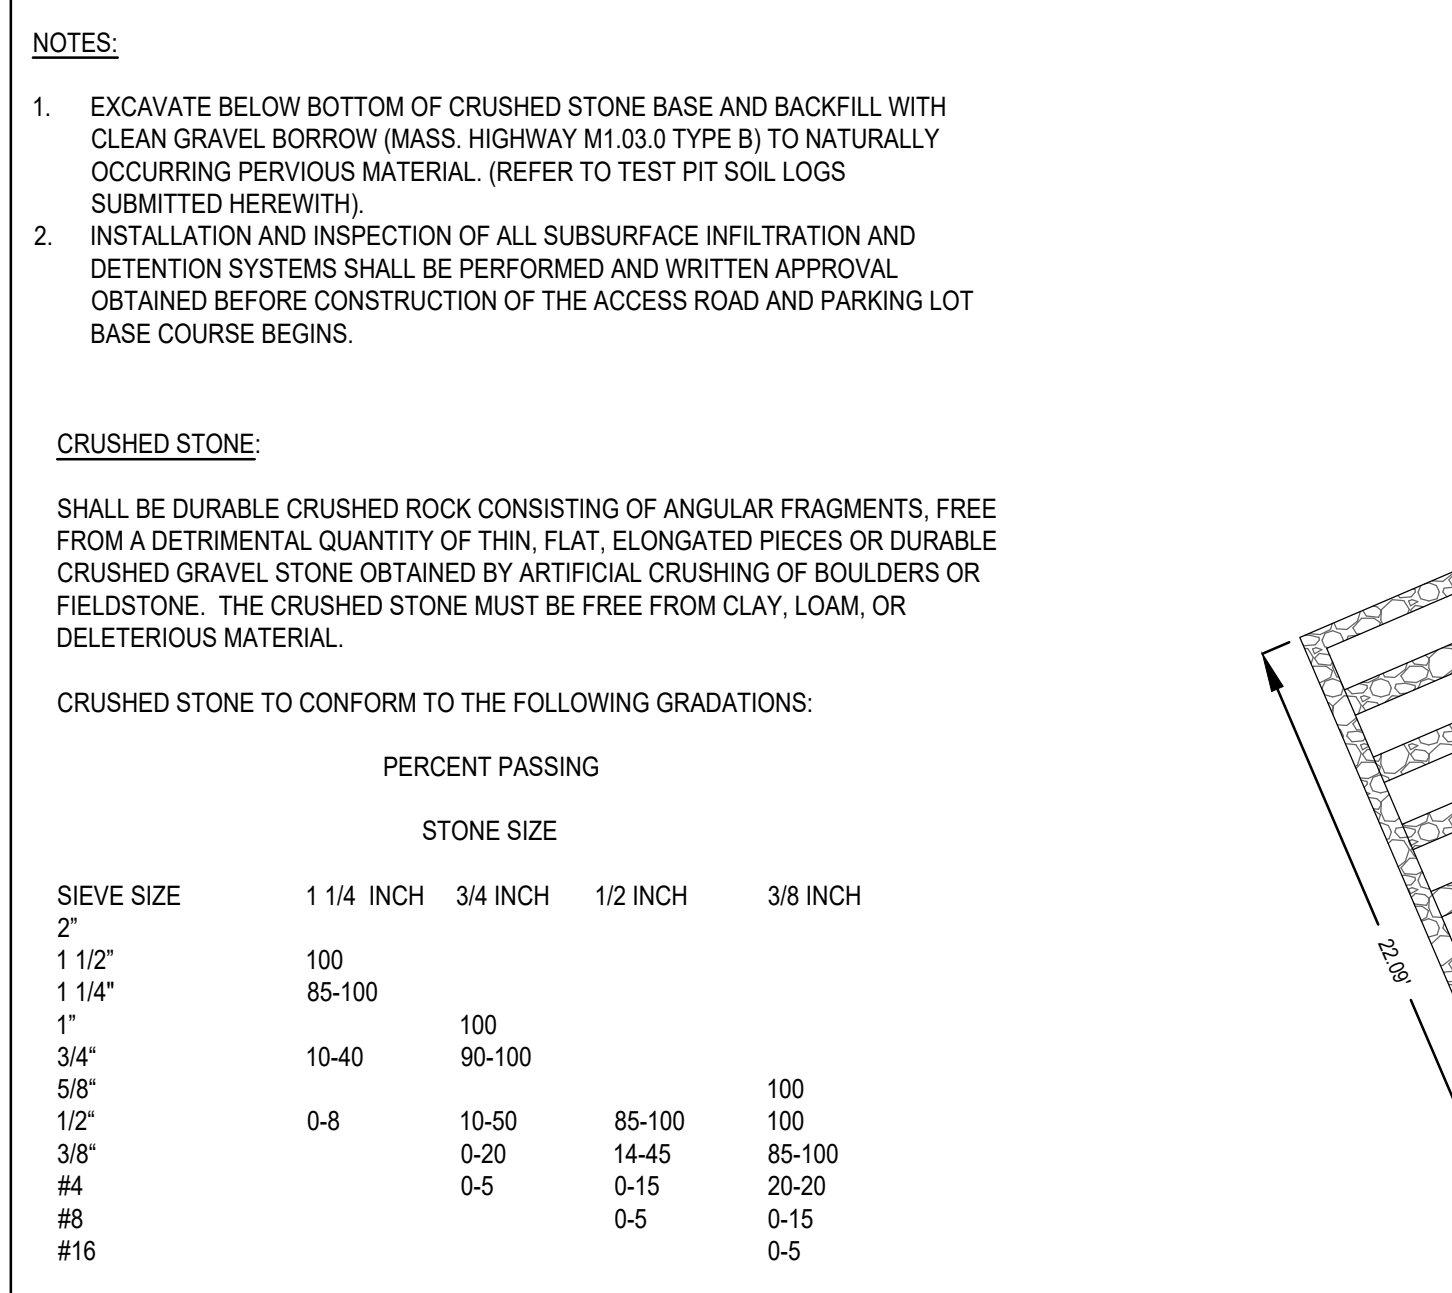 NOTES:
1. EXCAVATE BELOW BOTTOM OF CRUSHED STONE BASE AND BACKFILL WITH
CLEAN GRAVEL BORROW (MASS. HIGHWAY M1.03.0 TYPE B) TO NATURALLY
OCCURRING PERVIOUS MATERIAL. (REFER TO TEST PIT SOIL LOGS
SUBMITTED HEREWITH).
2. INSTALLATION AND INSPECTION OF ALL SUBSURFACE INFILTRATION AND
DETENTION SYSTEMS SHALL BE PERFORMED AND WRITTEN APPROVAL
OBTAINED BEFORE CONSTRUCTION OF THE ACCESS ROAD AND PARKING LOT
BASE COURSE BEGINS.
CRUSHED STONE:
SHALL BE DURABLE CRUSHED ROCK CONSISTING OF ANGULAR FRAGMENTS, FREE
FROM A DETRIMENTAL QUANTITY OF THIN, FLAT, ELONGATED PIECES OR DURABLE
CRUSHED GRAVEL STONE OBTAINED BY ARTIFICIAL CRUSHING OF BOULDERS OR
FIELDSTONE. THE CRUSHED STONE MUST BE FREE FROM CLAY, LOAM, OR
DELETERIOUS MATERIAL.
CRUSHED STONE TO CONFORM TO THE FOLLOWING GRADATIONS:
PERCENT PASSING
STONE SIZE
SIEVE SIZE 1 1/4 INCH 3/4 INCH 1/2 INCH 3/8 INCH
2”
1 1/2” 100
1 1/4" 85-100
1” 100
3/4“ 10-40 90-100
5/8“ 100
1/2“ 0-8 10-50 85-100 100
3/8“ 0-20 14-45 85-100
#4 0-5 0-15 20-20
#8 0-5 0-15
#16 0-5
22.09'